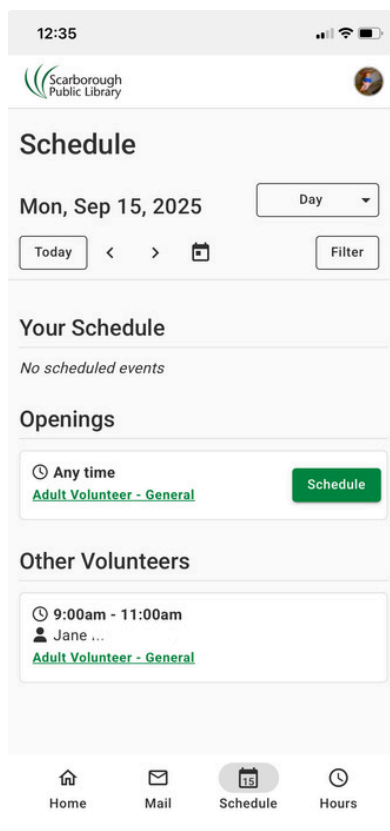 12:35
Scarborough
Public Library
Schedule
Mon, Sep 15, 2025
Day
Today
Filter
Your Schedule
No scheduled events
Openings
Any time
Adult Volunteer - General
Schedule
Other Volunteers
9:00am - 11:00am
Jane ...
Adult Volunteer - General
15
Home Mail Schedule Hours